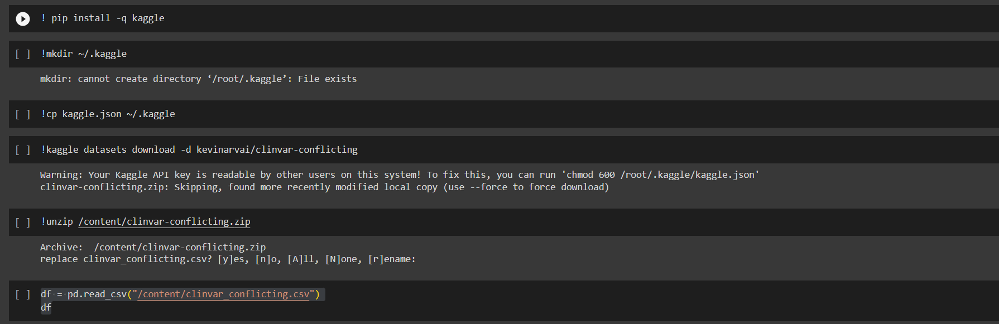 ! pip install -q kaggle
[ ] !mkdir ~/.kaggle
mkdir: cannot create directory ‘/root/.kaggle’: File exists
[ ] !cp kaggle.json ~/.kaggle
[ ] !kaggle datasets download -d kevinarvai/clinvar-conflicting
Warning: Your Kaggle API key is readable by other users on this system! To fix this, you can run 'chmod 600 /root/.kaggle/kaggle.json'
clinvar-conflicting.zip: Skipping, found more recently modified local copy (use --force to force download)
[ ] !unzip /content/clinvar-conflicting.zip
Archive:  /content/clinvar-conflicting.zip
replace clinvar_conflicting.csv? [y]es, [n]o, [A]ll, [N]one, [r]ename:
[ ] df = pd.read_csv("/content/clinvar_conflicting.csv")
df